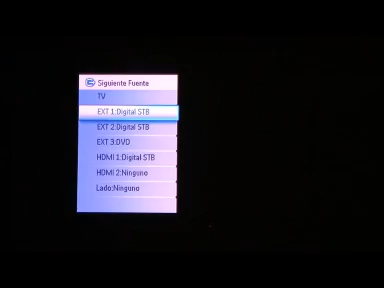 Siguiente Fuente
TV
EXT 1:Digital STB
EXT 2:Digital STB
EXT 3:DVD
HDMI 1:Digital STB
HDMI 2:Ninguno
Lado:Ninguno